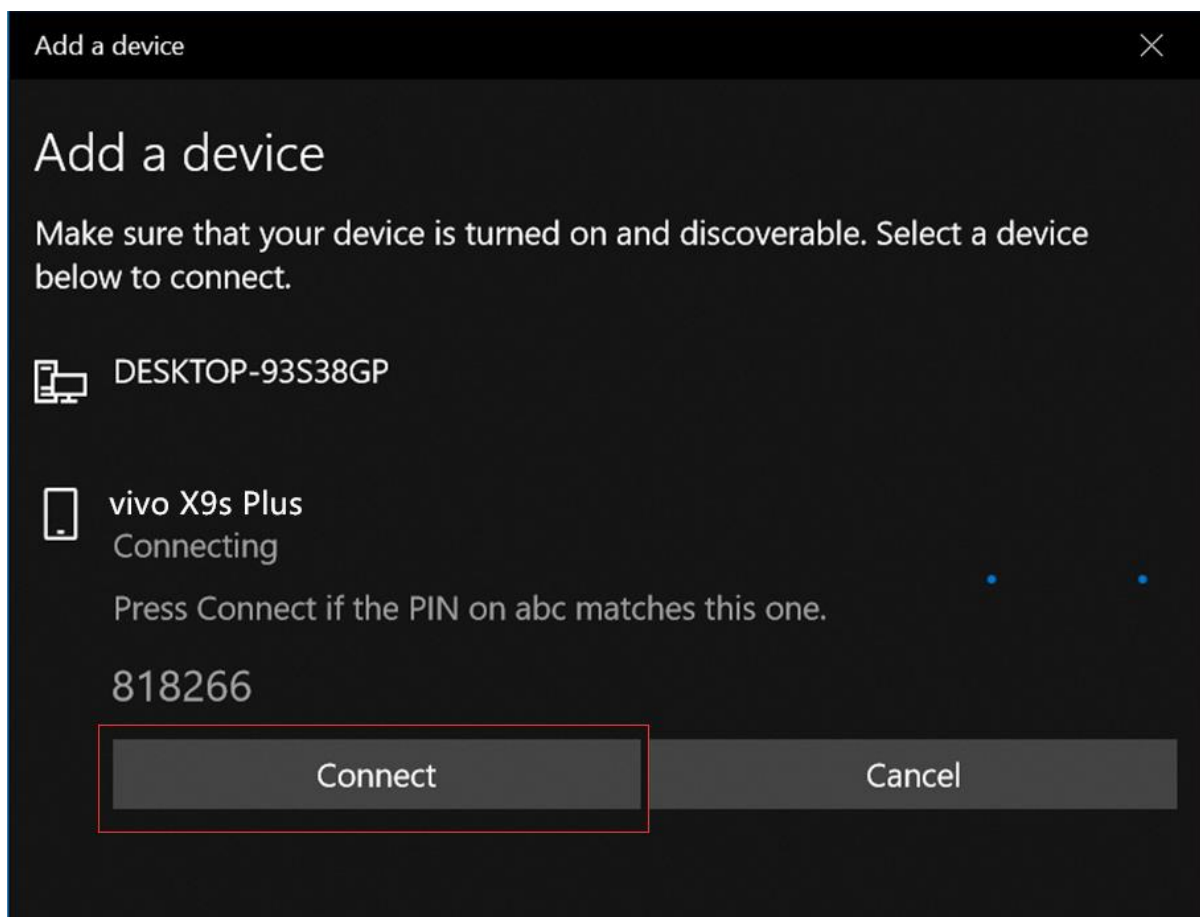 Add a device
Add a device
Make sure that your device is turned on and discoverable. Select a device
below to connect.
DESKTOP-93S38GP
vivo X9s Plus
Connecting
Press Connect if the PIN on abc matches this one.
818266
Connect
Cancel